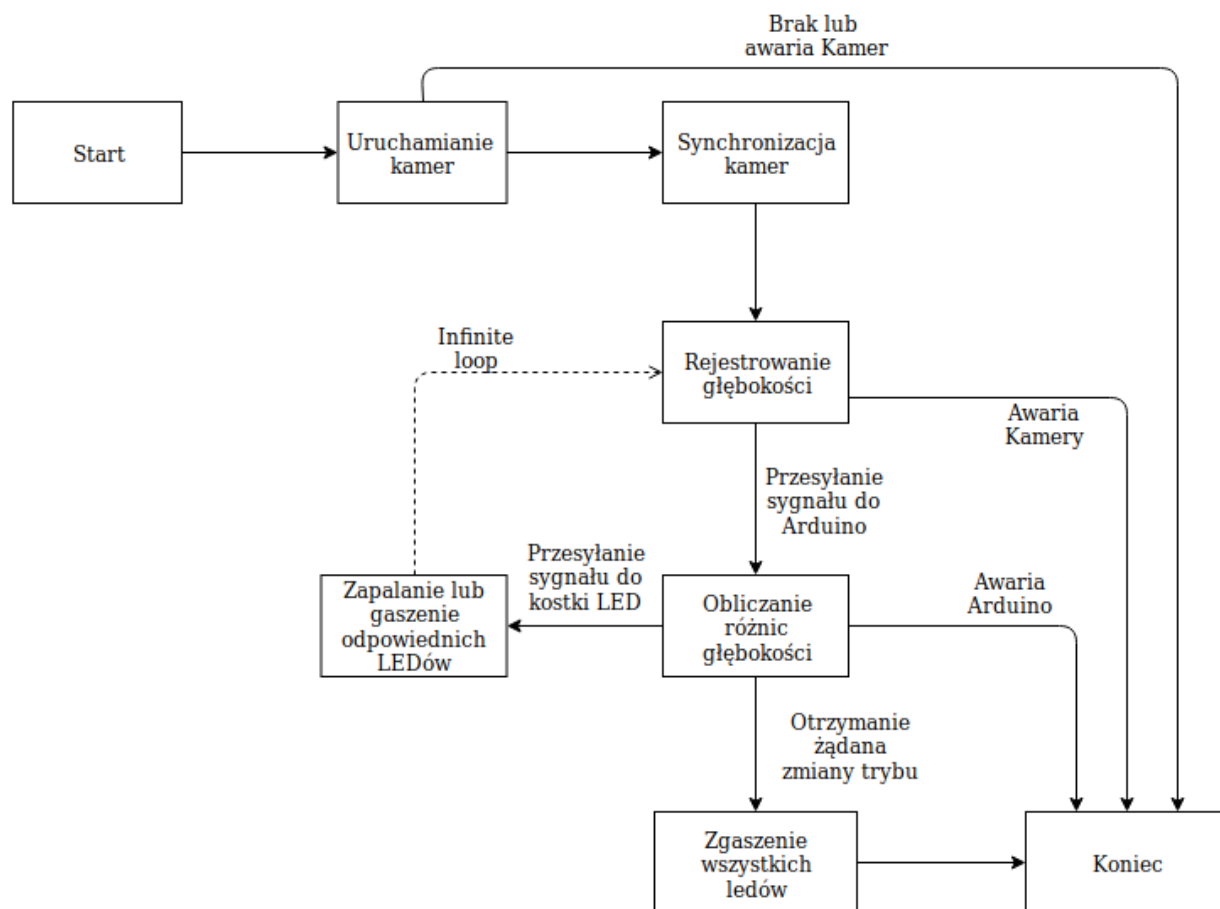 Brak lub
awaria Kamer
Start
Uruchamianie
kamer
Synchronizacja
kamer
Infinite
loop
Rejestrowanie
głębokości
Awaria
Kamery
Przesyłanie
sygnału do
Arduino
Przesyłanie
sygnału do
kostki LED
Awaria
Arduino
Zapalanie lub
gaszenie
odpowiednich
LEDów
Obliczanie
różnic
głębokości
Otrzymanie
żądana
zmiany trybu
Zgaszenie
wszystkich
ledów
Koniec